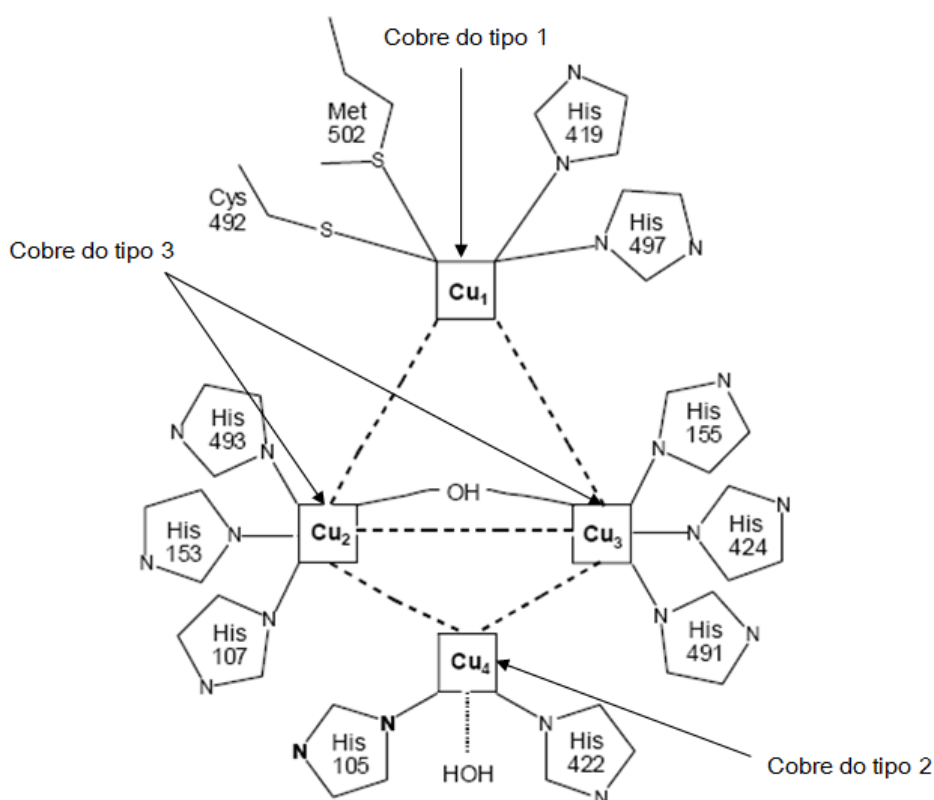 Cobre do tipo 1
N
Met
502
His
419
S
N
Cys
492
S
His
497
N
N
Cobre do tipo 3
Cu₁
N
His
493
N
His
155
N
N
OH
Cu₂
Cu₃
His
153
N
N
His
424
N
N
His
107
N
N
His
491
N
N
Cu₄
N
His
105
N
HOH
N
His
422
N
Cobre do tipo 2